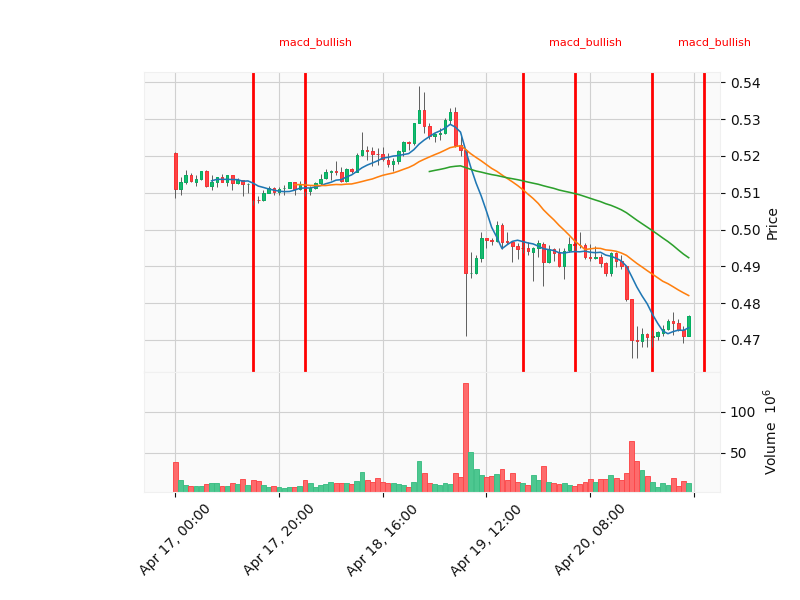 macd_bullish macd_bullish macd_bullish
0.54
0.53
0.52
0.51
0.50
0.49
0.48
0.47
Price
100
50
Volume 10^6
Apr 17, 00:00
Apr 17, 20:00
Apr 18, 16:00
Apr 19, 12:00
Apr 20, 08:00